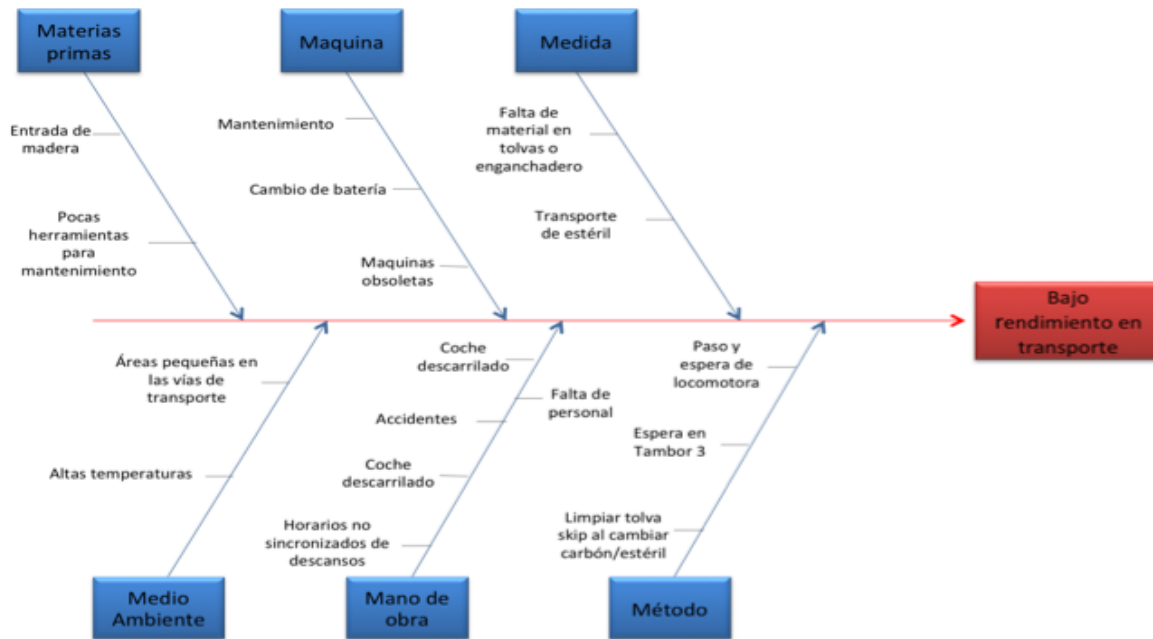 Materias
primas
Maquina
Medida
Entrada de
madera
Pocas
herramientas
para
mantenimiento
Mantenimiento
Cambio de batería
Maquinas
obsoletas
Falta de
material en
tolvas o
enganchadero
Transporte
de estéril
Bajo
rendimiento en
transporte
Áreas pequeñas en
las vías de
transporte
Altas temperaturas
Coche
descarrilado
Falta de
personal
Accidentes
Coche
descarrilado
Horarios no
sincronizados de
descansos
Paso y
espera de
locomotora
Espera en
Tambor 3
Limpiar tolva
skip al cambiar
carbón/estéril
Medio
Ambiente
Mano de
obra
Método